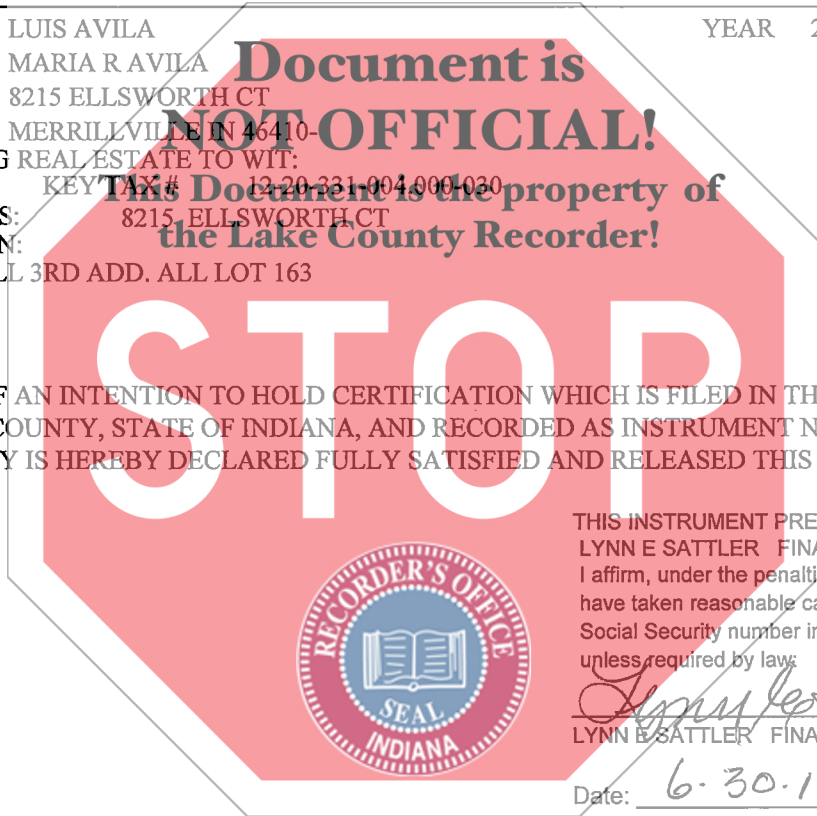 LUIS AVILA YEAR 2
MARIA R AVILA
8215 ELLSWORTH CT
MERRILLVILLE IN 46410-
G REAL ESTATE TO WIT:
KEY TAX # 12-20-331-004.000-030
S: 8215 ELLSWORTH CT
N:
LL 3RD ADD. ALL LOT 163
Document is
NOT OFFICIAL!
This Document is the property of
the Lake County Recorder!
STOP
F AN INTENTION TO HOLD CERTIFICATION WHICH IS FILED IN TH
COUNTY, STATE OF INDIANA, AND RECORDED AS INSTRUMENT N
Y IS HEREBY DECLARED FULLY SATISFIED AND RELEASED THIS
THIS INSTRUMENT PRE
LYNN E SATTLER FINA
I affirm, under the penalti
have taken reasonable ca
Social Security number in
unless required by law:
LYNN E SATTLER FINA
Date: 6-30-1
RECORDER'S OFFICE
SEAL
INDIANA